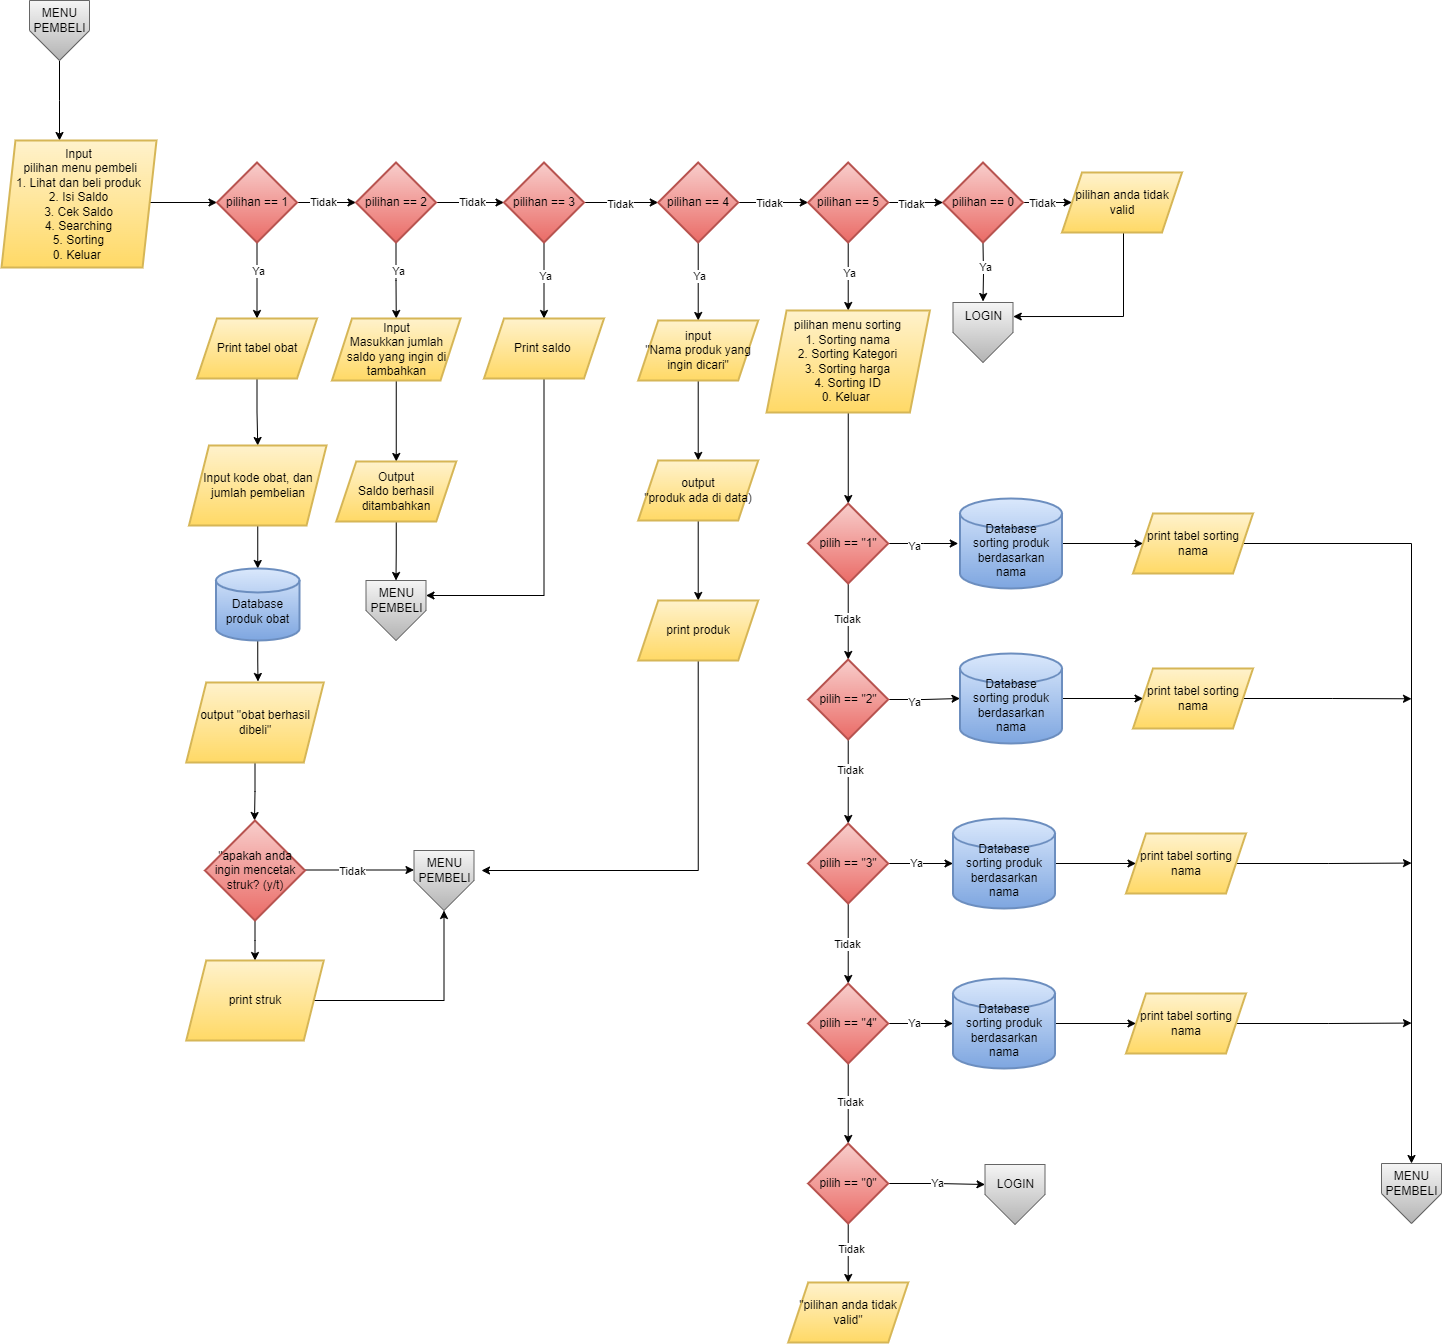 MENU
PEMBELI
Input
pilihan menu pembeli
1. Lihat dan beli produk
2. Isi Saldo
3. Cek Saldo
4. Searching
5. Sorting
0. Keluar
pilihan == 1
Tidak
pilihan == 2
Tidak
pilihan == 3
Tidak
pilihan == 4
Tidak
pilihan == 5
Tidak
pilihan == 0
Tidak
pilihan anda tidak
valid
Ya
Ya
Ya
Ya
Ya
Ya
LOGIN
Print tabel obat
Input
Masukkan jumlah
saldo yang ingin di
tambahkan
Print saldo
input
"Nama produk yang
ingin dicari"
pilihan menu sorting
1. Sorting nama
2. Sorting Kategori
3. Sorting harga
4. Sorting ID
0. Keluar
Input kode obat, dan
jumlah pembelian
Output
Saldo berhasil
ditambahkan
output
"produk ada di data)
Database
produk obat
MENU
PEMBELI
print produk
output "obat berhasil
dibeli"
"apakah anda
ingin mencetak
struk? (y/t)
Tidak
MENU
PEMBELI
print struk
pilih == "1"
Ya
Database
sorting produk
berdasarkan
nama
print tabel sorting
nama
Tidak
pilih == "2"
Ya
Database
sorting produk
berdasarkan
nama
print tabel sorting
nama
Tidak
pilih == "3"
Ya
Database
sorting produk
berdasarkan
nama
print tabel sorting
nama
Tidak
pilih == "4"
Ya
Database
sorting produk
berdasarkan
nama
print tabel sorting
nama
Tidak
pilih == "0"
Ya
LOGIN
MENU
PEMBELI
Tidak
"pilihan anda tidak
valid"